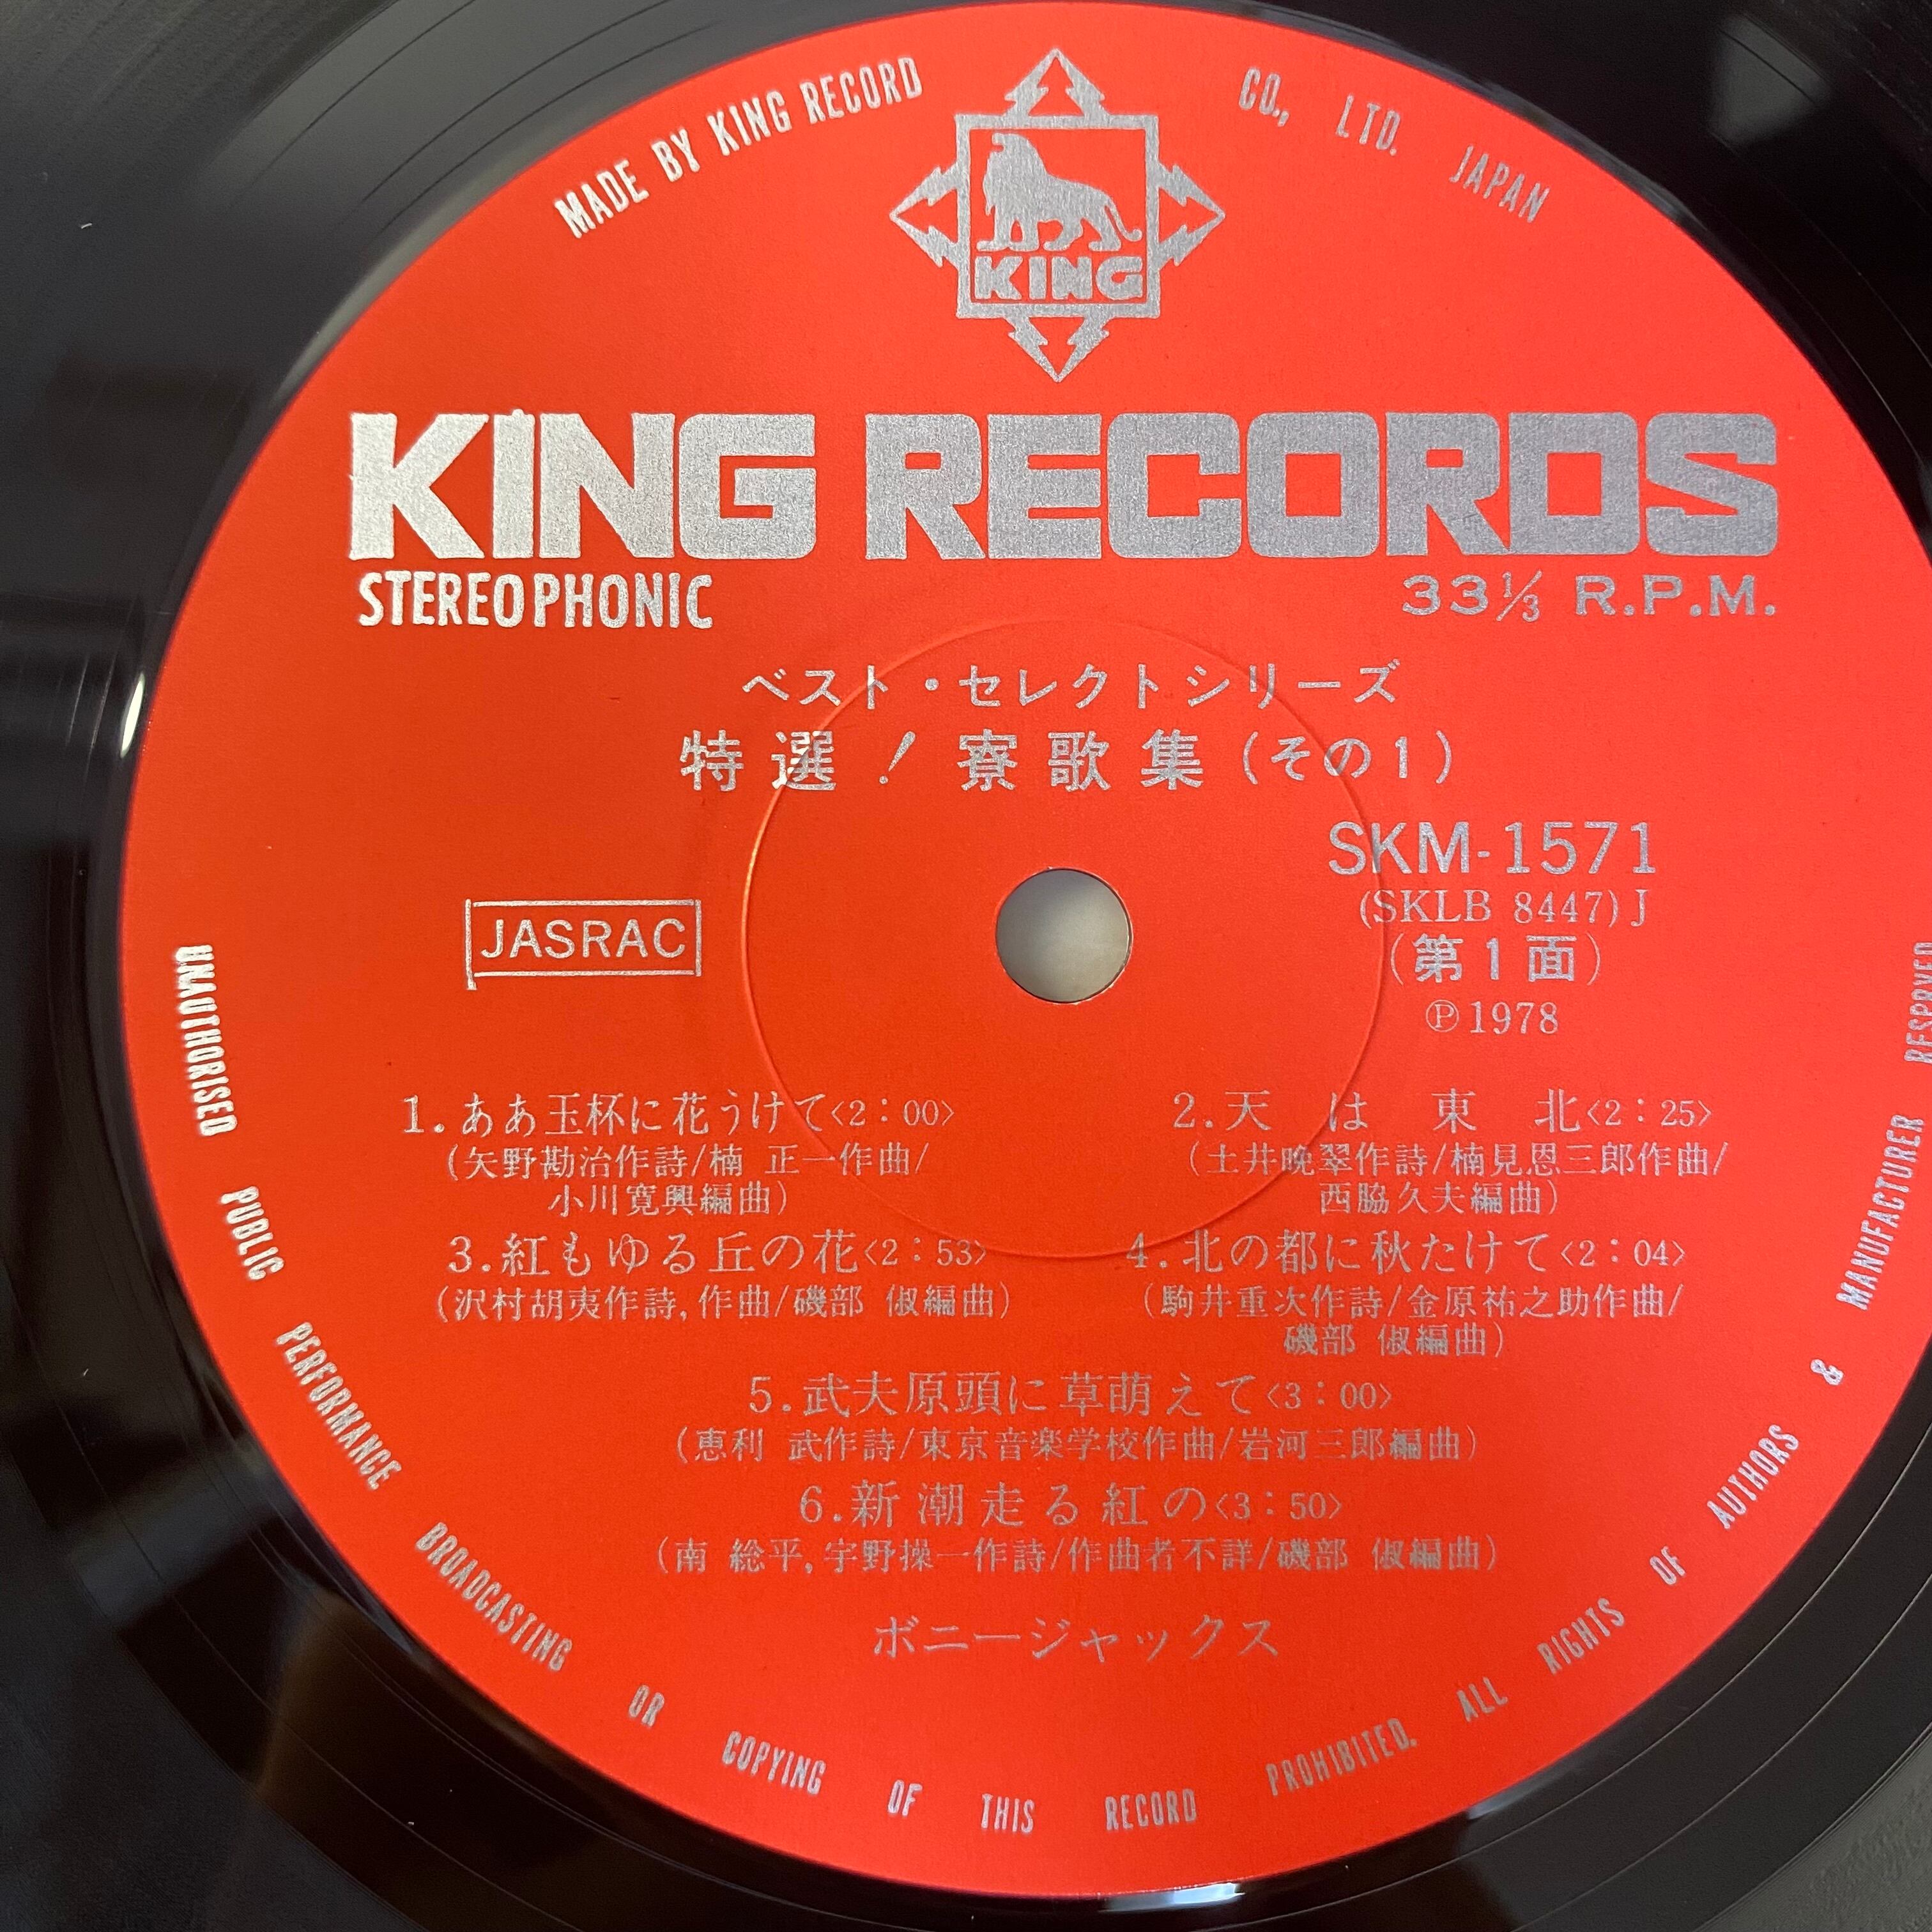 MADE BY KING RECORD CO., LTD. JAPAN
KING
KING RECORDS
STEREOPHONIC
33⅓ R.P.M.
ベスト・セレクトシリーズ
特選！寮歌集(その1)
SKM-1571
(SKLB 8447)J
JASRAC
(第1面)
Ⓟ1978
1.ああ玉杯に花うけて<2:00>
(矢野勘治作詩/楠 正一作曲/
小川寛興編曲)
2.天は東北<2:25>
(土井晩翠作詩/楠見恩三郎作曲/
西脇久夫編曲)
3.紅もゆる丘の花<2:53>
(沢村胡夷作詩,作曲/磯部 俶編曲)
4.北の都に秋たけて<2:04>
(駒井重次作詩/金原祐之助作曲/
磯部 俶編曲)
5.武夫原頭に草萌えて<3:00>
(恵利 武作詩/東京音楽学校作曲/岩河三郎編曲)
6.新潮走る紅の<3:50>
(南 総平,宇野操一作詩/作曲者不詳/磯部 俶編曲)
ボニージャックス
UNAUTHORISED PUBLIC PERFORMANCE BROADCASTING OR COPYING OF THIS RECORD PROHIBITED. ALL RIGHTS OF AUTHORS & MANUFACTURER RESRVED